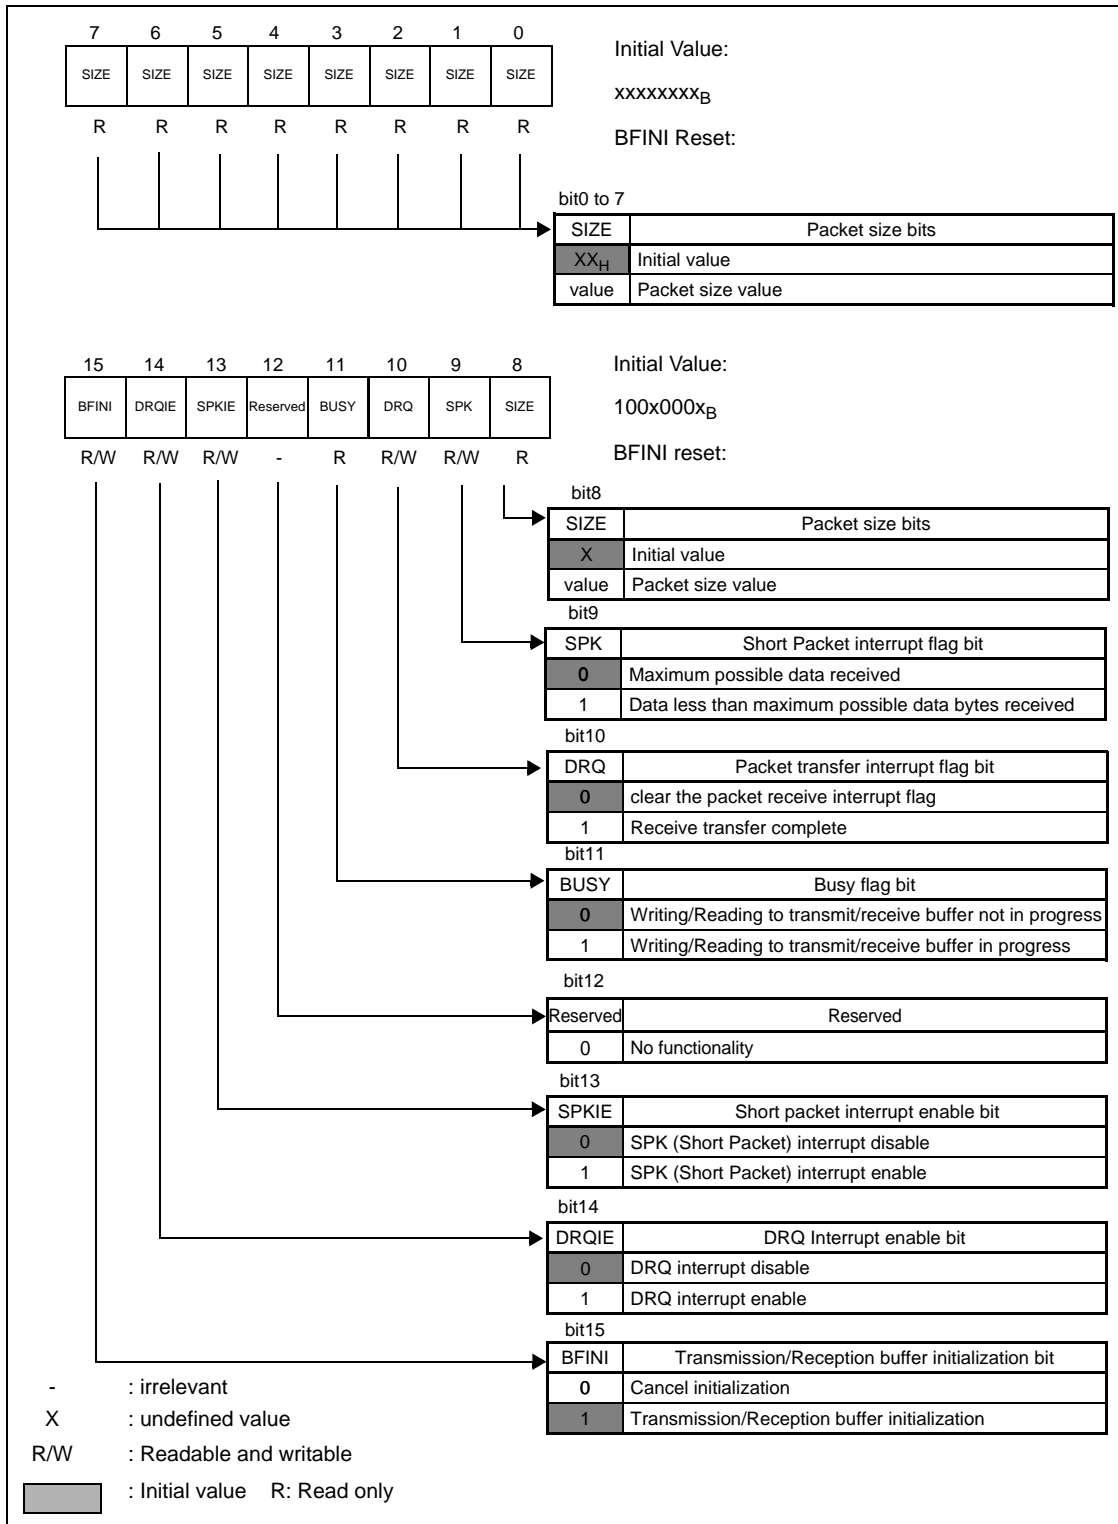 7 6 5 4 3 2 1 0
SIZE SIZE SIZE SIZE SIZE SIZE SIZE SIZE
R R R R R R R R
Initial Value:
xxxxxxxxB
BFINI Reset:
bit0 to 7
SIZE Packet size bits
XXH Initial value
value Packet size value
15 14 13 12 11 10 9 8
BFINI DRQIE SPKIE Reserved BUSY DRQ SPK SIZE
R/W R/W R/W - R R/W R/W R
Initial Value:
100x000xB
BFINI reset:
bit8
SIZE Packet size bits
X Initial value
value Packet size value
bit9
SPK Short Packet interrupt flag bit
0 Maximum possible data received
1 Data less than maximum possible data bytes received
bit10
DRQ Packet transfer interrupt flag bit
0 clear the packet receive interrupt flag
1 Receive transfer complete
bit11
BUSY Busy flag bit
0 Writing/Reading to transmit/receive buffer not in progress
1 Writing/Reading to transmit/receive buffer in progress
bit12
Reserved Reserved
0 No functionality
bit13
SPKIE Short packet interrupt enable bit
0 SPK (Short Packet) interrupt disable
1 SPK (Short Packet) interrupt enable
bit14
DRQIE DRQ Interrupt enable bit
0 DRQ interrupt disable
1 DRQ interrupt enable
bit15
BFINI Transmission/Reception buffer initialization bit
0 Cancel initialization
1 Transmission/Reception buffer initialization
- : irrelevant
X : undefined value
R/W : Readable and writable
: Initial value R: Read only